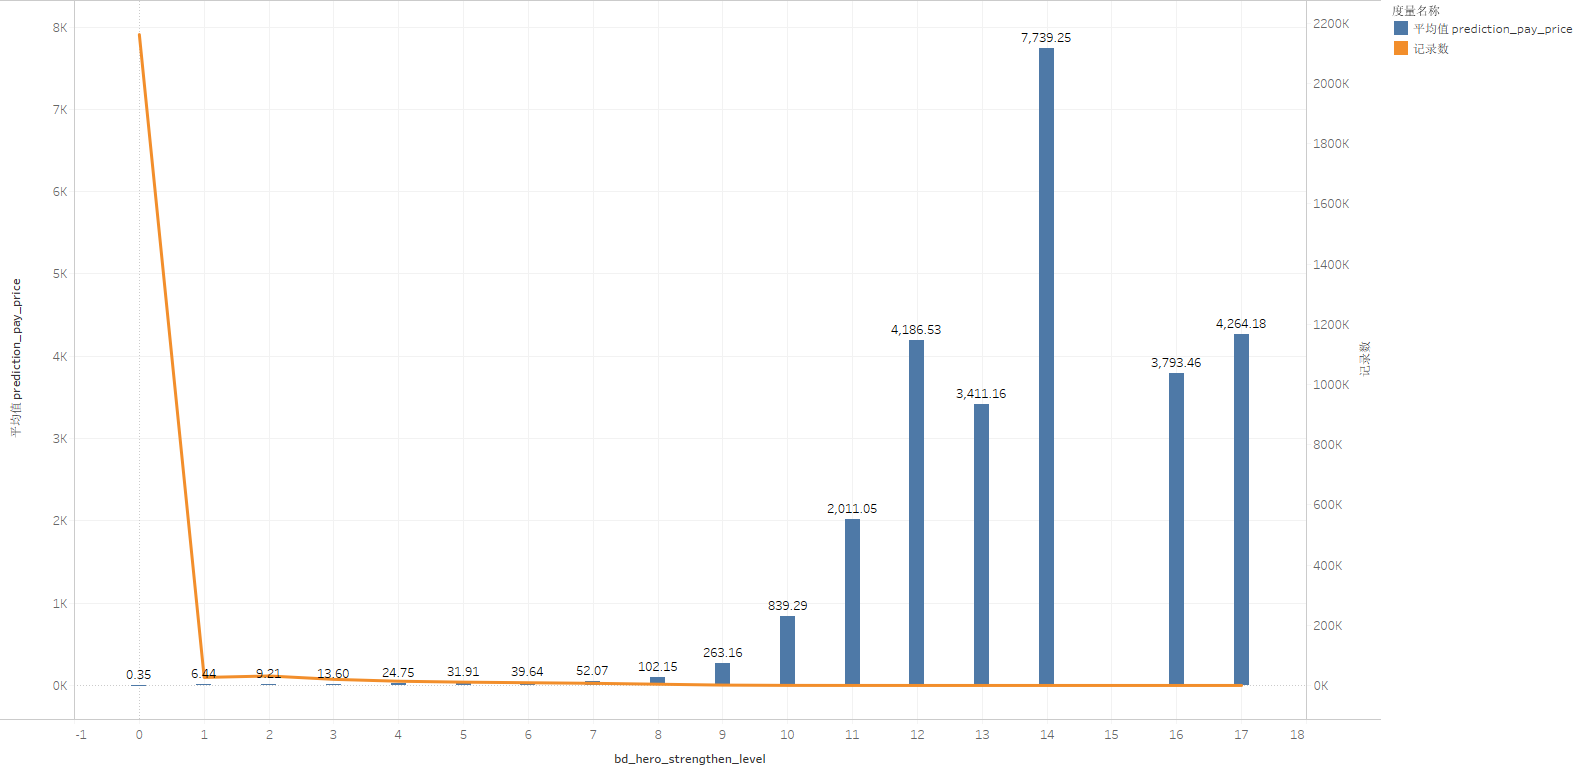 度量名称
平均值 prediction_pay_price
记录数
8K
7K
6K
5K
4K
3K
2K
1K
0K
平均值 prediction_pay_price
0.35
6.44
9.21
13.60
24.75
31.91
39.64
52.07
102.15
263.16
839.29
2,011.05
4,186.53
3,411.16
7,739.25
3,793.46
4,264.18
2200K
2000K
1800K
1600K
1400K
1200K
1000K
800K
600K
400K
200K
0K
记录数
-1 0 1 2 3 4 5 6 7 8 9 10 11 12 13 14 15 16 17 18
bd_hero_strengthen_level